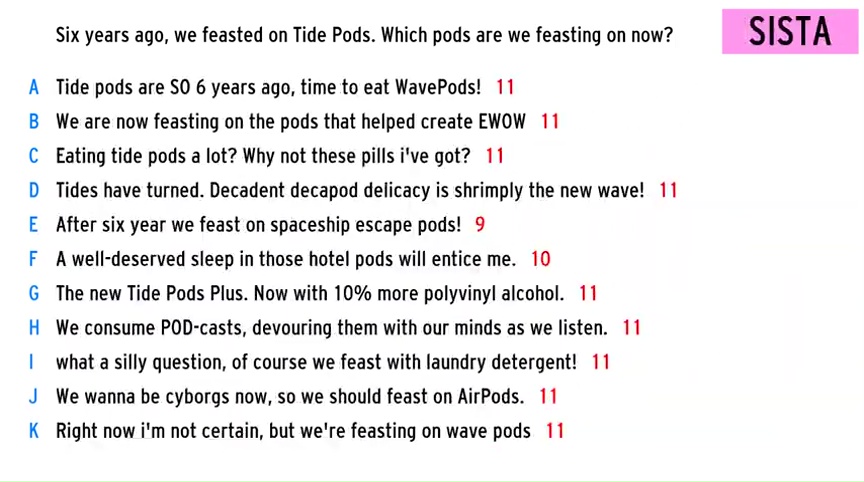 Six years ago, we feasted on Tide Pods. Which pods are we feasting on now?
SISTA
A Tide pods are SO 6 years ago, time to eat WavePods! 11
B We are now feasting on the pods that helped create EWOW 11
C Eating tide pods a lot? Why not these pills i've got? 11
D Tides have turned. Decadent decapod delicacy is shrimply the new wave! 11
E After six year we feast on spaceship escape pods! 9
F A well-deserved sleep in those hotel pods will entice me. 10
G The new Tide Pods Plus. Now with 10% more polyvinyl alcohol. 11
H We consume POD-casts, devouring them with our minds as we listen. 11
I what a silly question, of course we feast with laundry detergent! 11
J We wanna be cyborgs now, so we should feast on AirPods. 11
K Right now i'm not certain, but we're feasting on wave pods 11